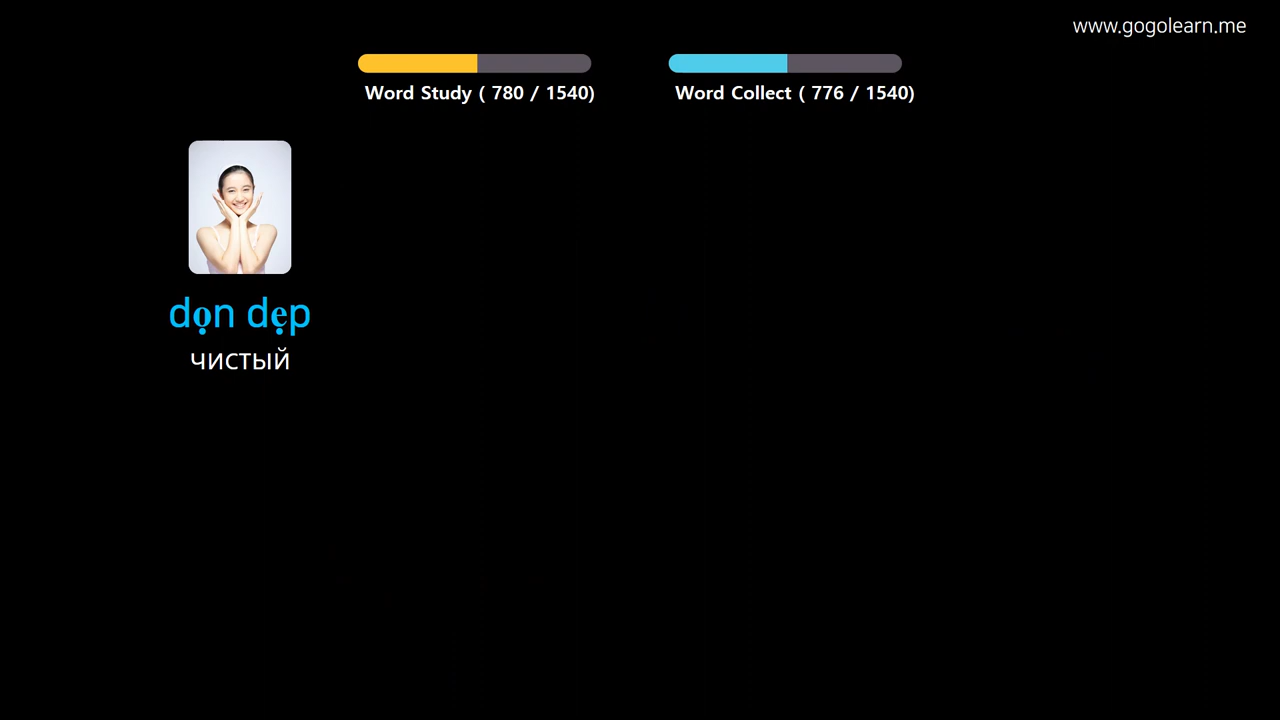 www.gogolearn.me
Word Study ( 780 / 1540)
Word Collect ( 776 / 1540)
dọn dẹp
чистый